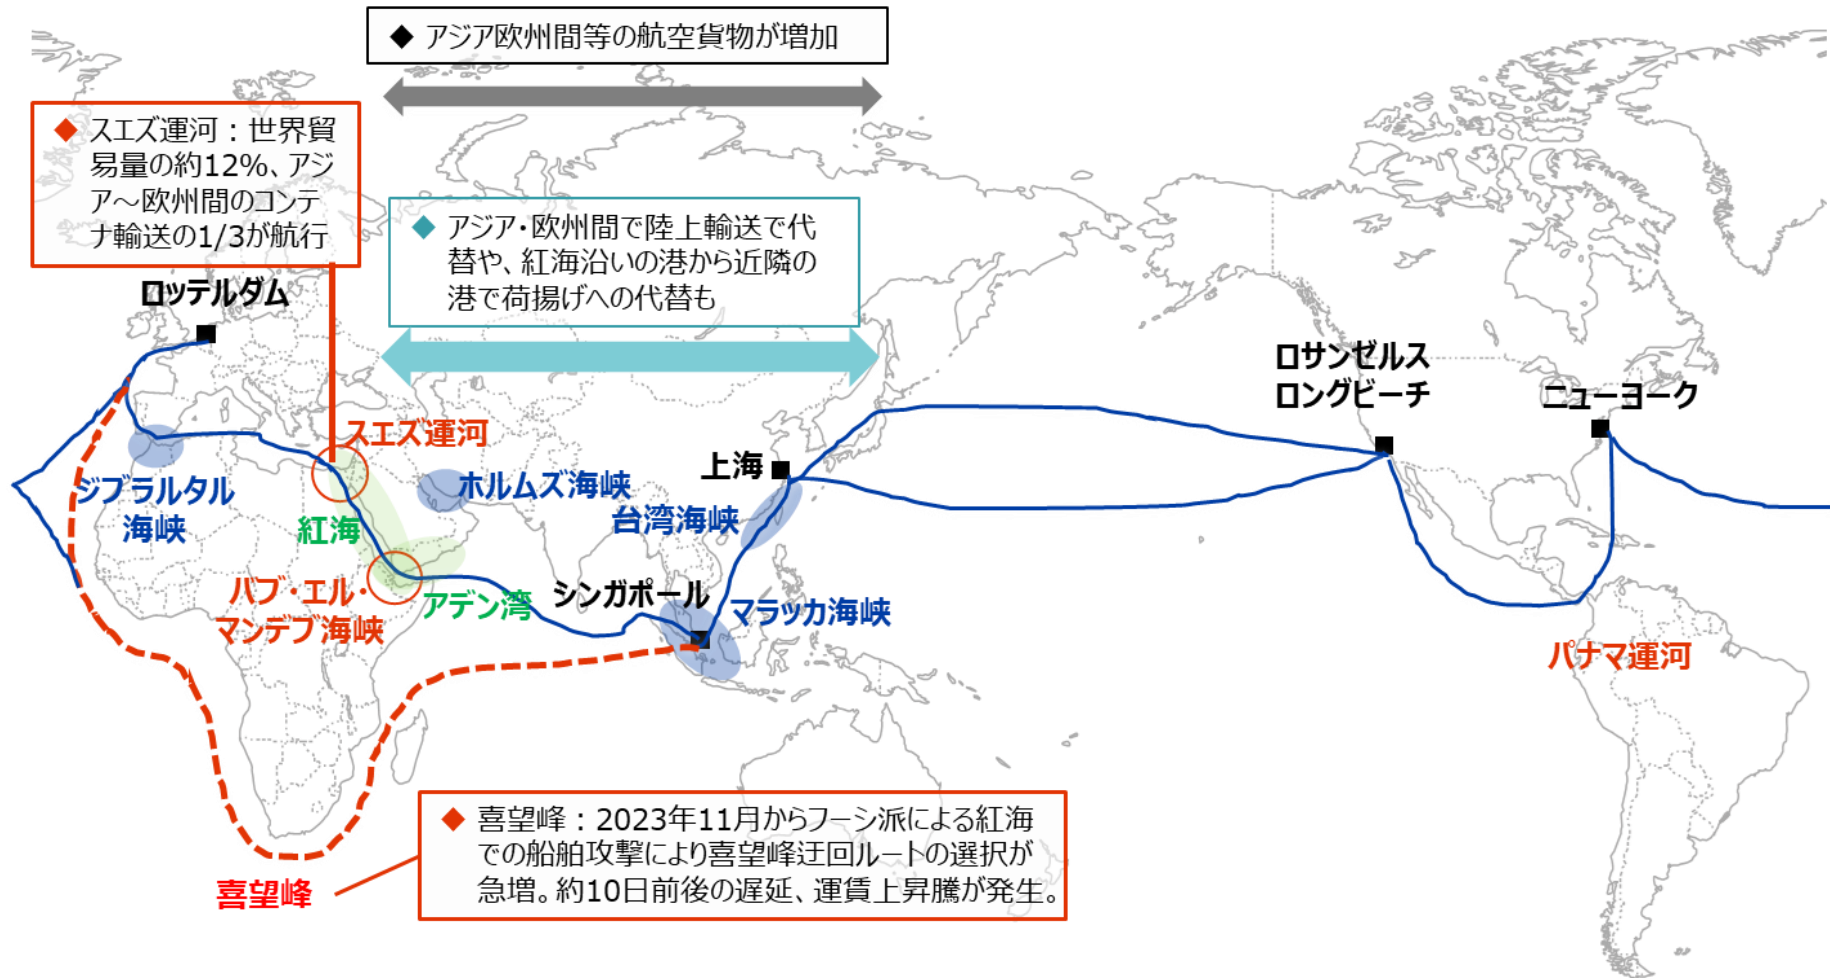 ◆ アジア欧州間等の航空貨物が増加
◆ スエズ運河：世界貿
易量の約12%、アジ
ア～欧州間のコンテ
ナ輸送の1/3が航行
◆ アジア・欧州間で陸上輸送で代
替や、紅海沿いの港から近隣の
港で荷揚げへの代替も
ロッテルダム
ロサンゼルス
ロングビーチ
ニューヨーク
スエズ運河
上海
ジブラルタル
海峡
ホルムズ海峡
台湾海峡
紅海
バブ・エル・
マンデブ海峡
アデン湾
シンガポール
マラッカ海峡
パナマ運河
◆ 喜望峰：2023年11月からフーシ派による紅海
での船舶攻撃により喜望峰迂回ルートの選択が
急増。約10日前後の遅延、運賃上昇騰が発生。
喜望峰